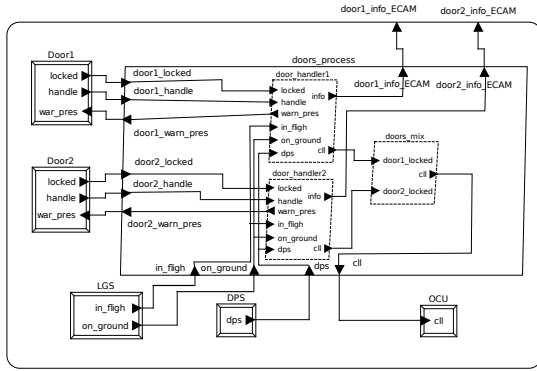 door1_info_ECAM
door2_info_ECAM
Door1
locked
handle
war_pres
doors_process
door1_locked
door1_handle
door1_warn_pres
door_handler1
locked
handle
warn_pres
in_fligh
on_ground
dps
info
cll
door1_info_ECAM
door2_info_ECAM
Door2
locked
handle
war_pres
door2_locked
door2_handle
door2_warn_pres
door_handler2
locked
handle
warn_pres
in_fligh
on_ground
dps
info
cll
doors_mix
door1_locked
cll
door2_locked
in_fligh
on_ground
dps
cll
LGS
in_fligh
on_ground
DPS
dps
OCU
cll